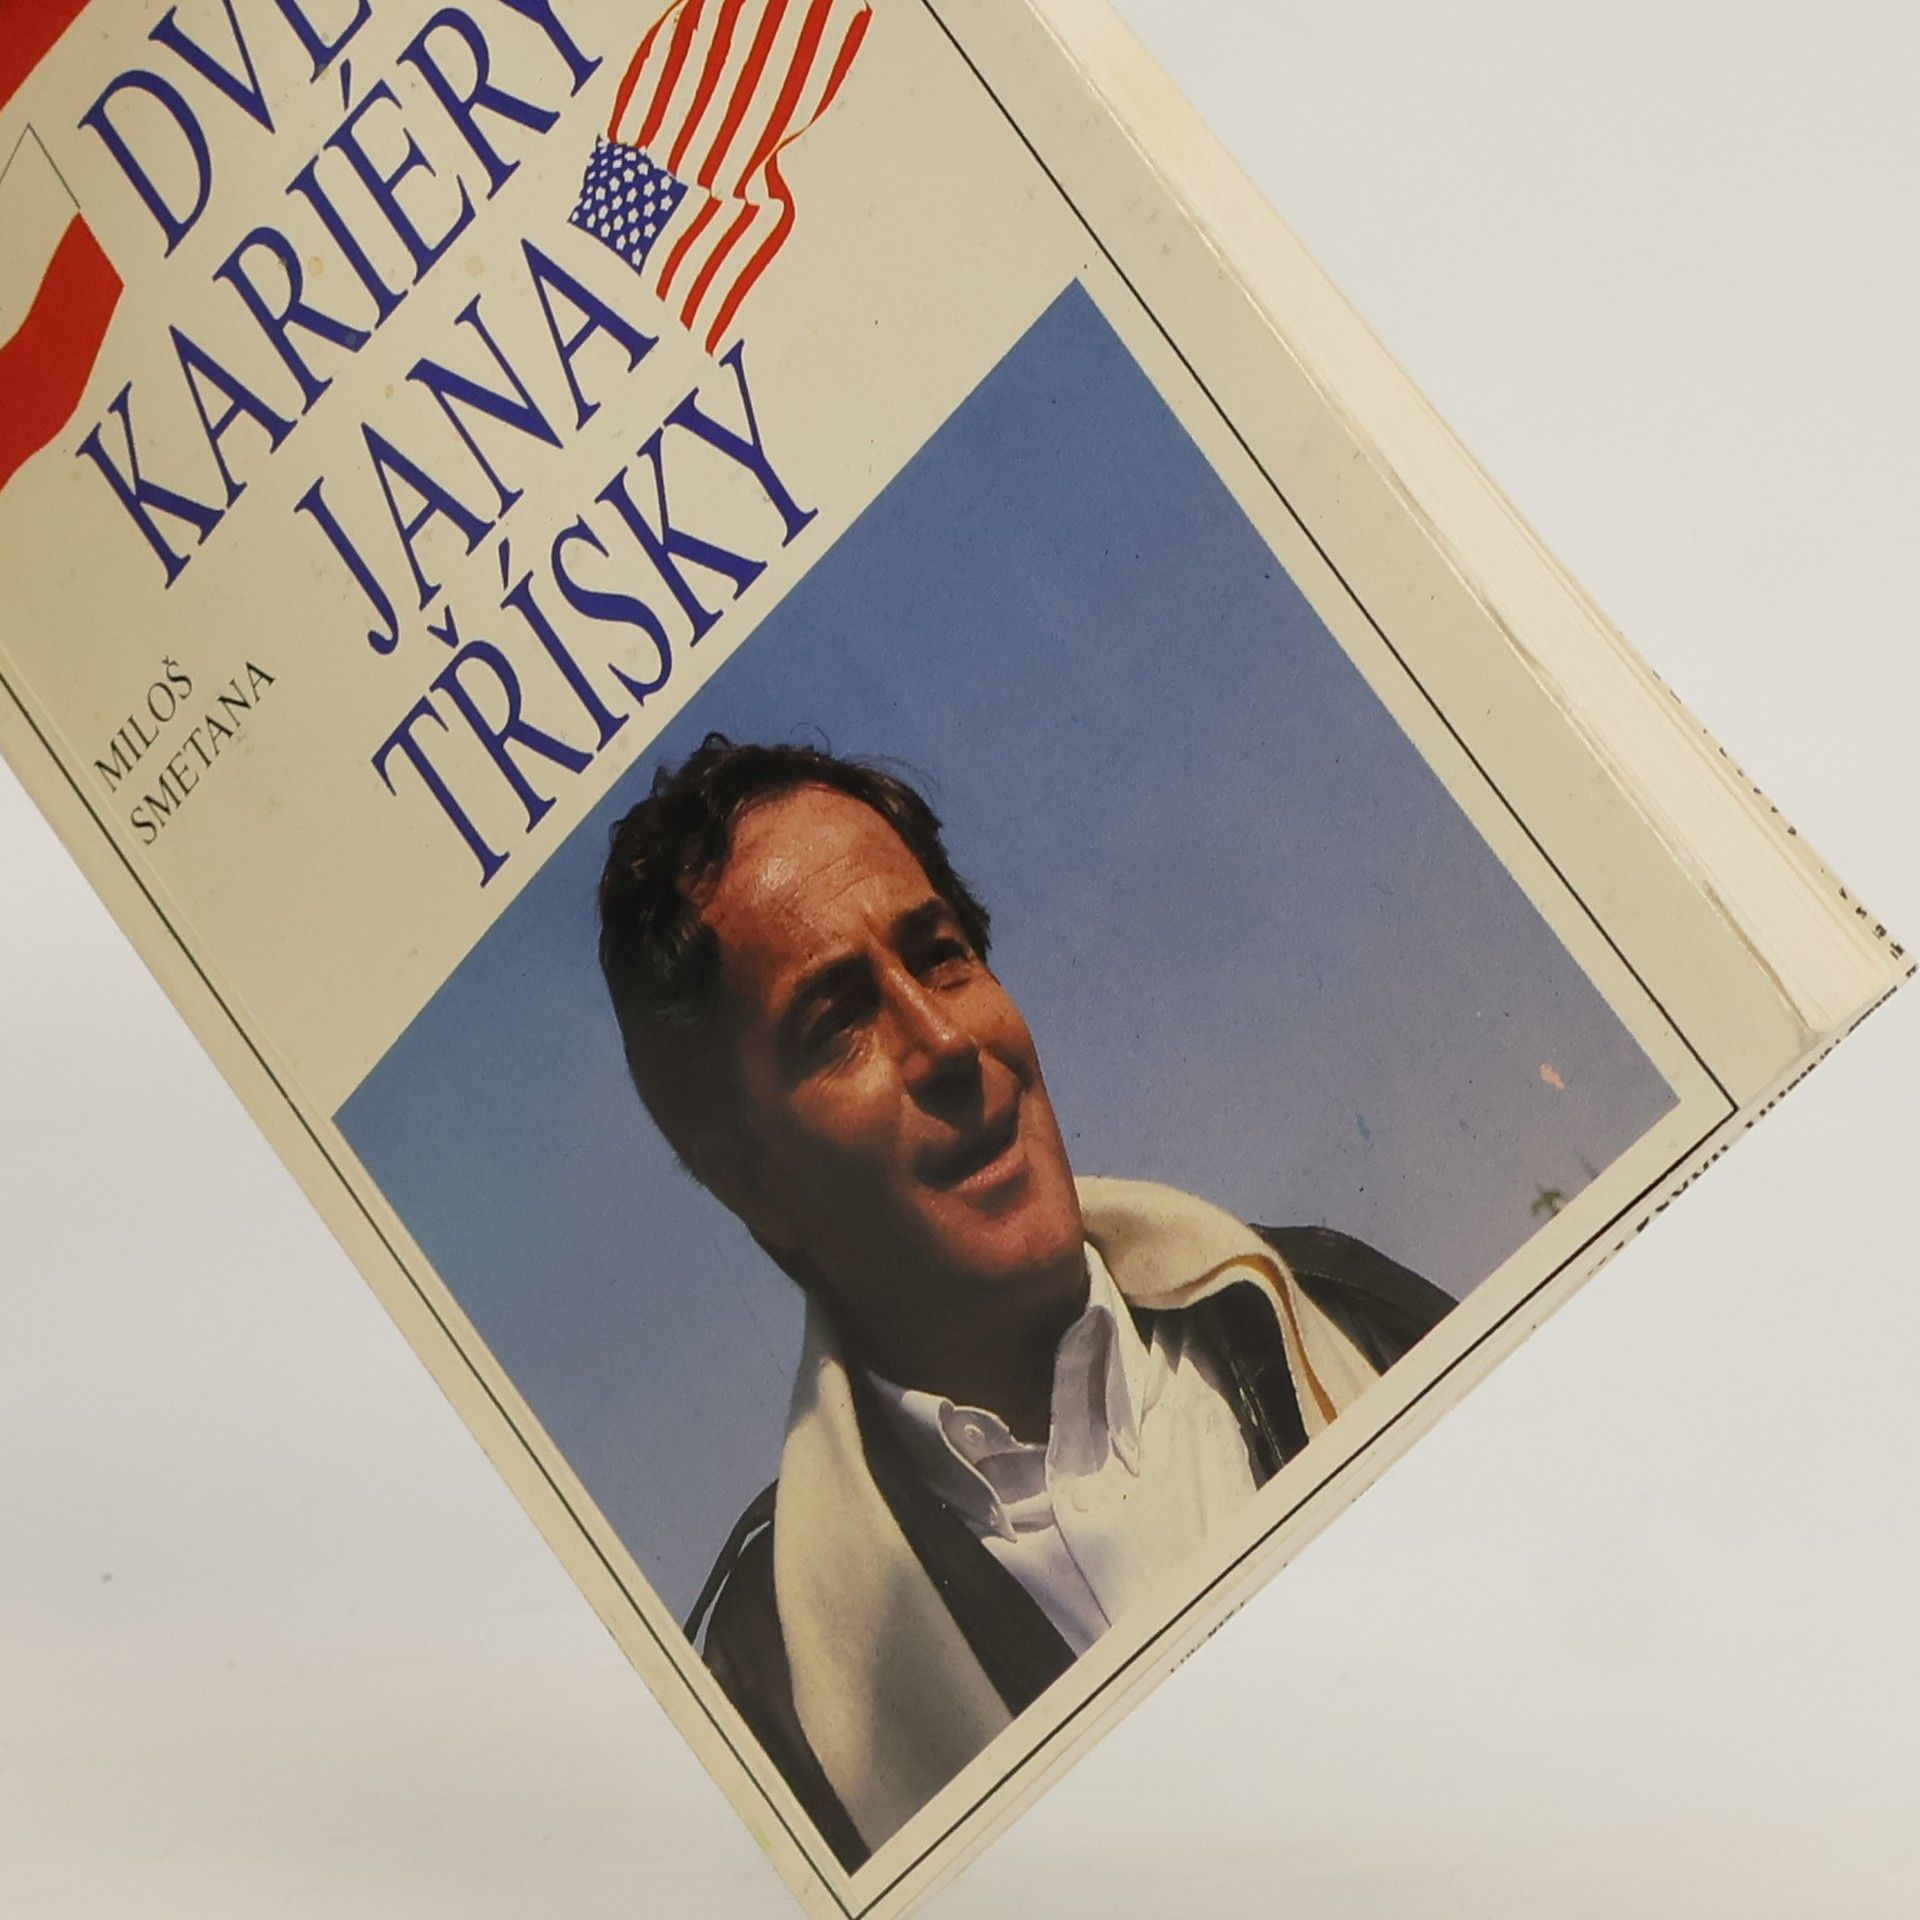 DVĚ
KARIÉRY
JANA
TŘÍSKY
MILOŠ
SMETANA